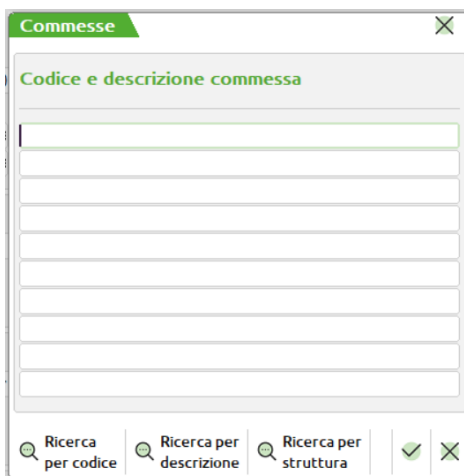 Commesse
Codice e descrizione commessa
Ricerca
per codice
Ricerca per
descrizione
Ricerca per
struttura